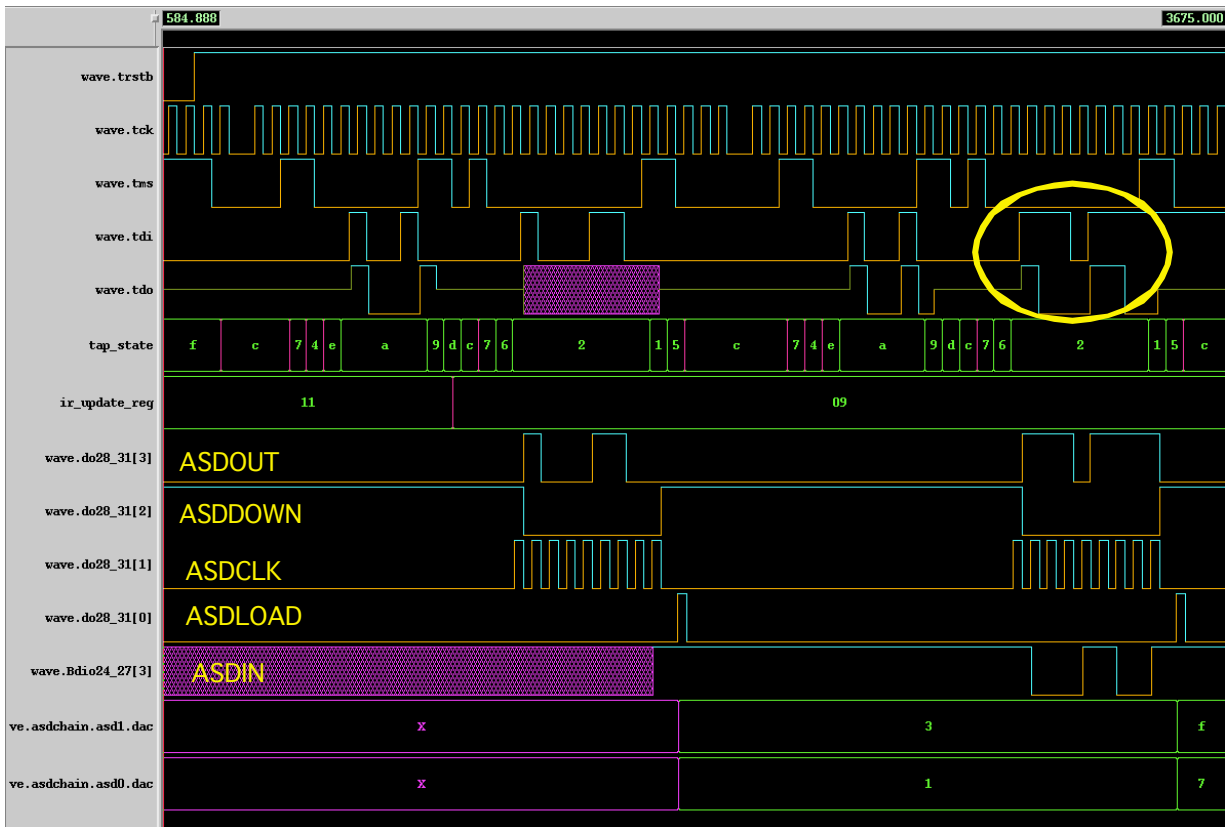 584.888 3675.000
wave.trstb
wave.tck
wave.tms
wave.tdi
wave.tdo
tap_state f c 7 4 e a 9 d c 7 6 2 1 5 c 7 4 e a 9 d c 7 6 2 1 5 c
ir_update_reg 11 09
wave.do28_31[3] ASDOUT
wave.do28_31[2] ASDDOWN
wave.do28_31[1] ASDCLK
wave.do28_31[0] ASDLOAD
wave.Bdio24_27[3] ASDIN
ve.asdchain.asd1.dac X 3 f
ve.asdchain.asd0.dac X 1 7